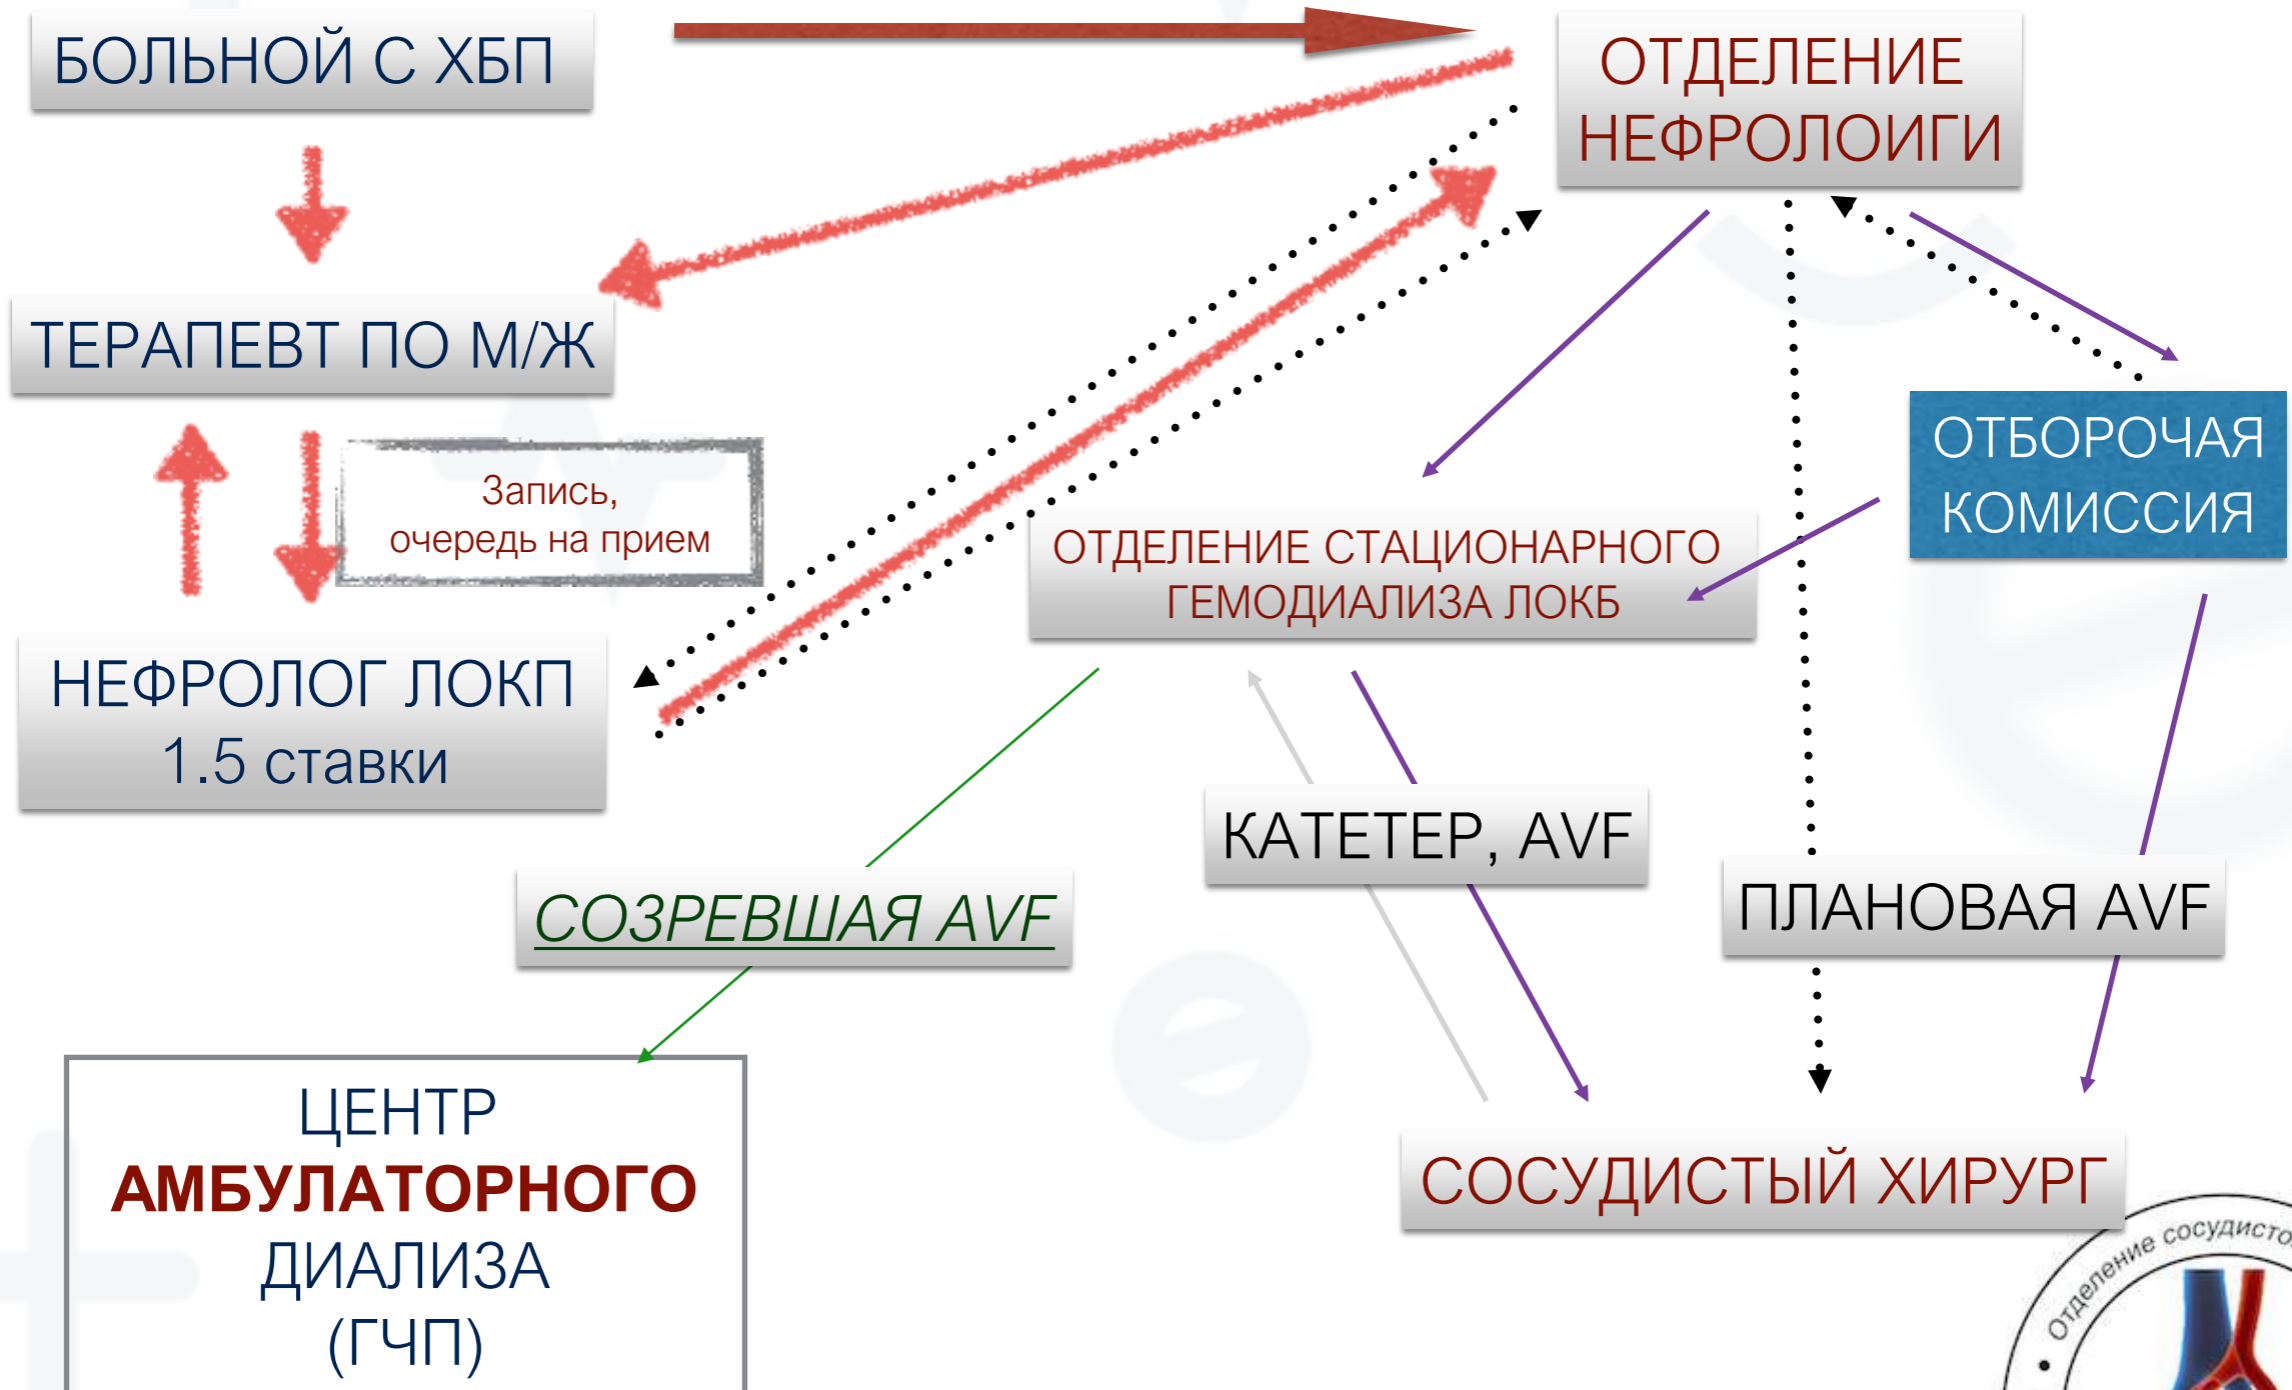 БОЛЬНОЙ С ХБП
ОТДЕЛЕНИЕ
НЕФРОЛОИГИ
ТЕРАПЕВТ ПО М/Ж
Запись,
очередь на прием
ОТБОРОЧАЯ
КОМИССИЯ
ОТДЕЛЕНИЕ СТАЦИОНАРНОГО
ГЕМОДИАЛИЗА ЛОКБ
НЕФРОЛОГ ЛОКП
1.5 ставки
КАТЕТЕР, AVF
СОЗРЕВШАЯ AVF
ПЛАНОВАЯ AVF
ЦЕНТР
АМБУЛАТОРНОГО
ДИАЛИЗА
(ГЧП)
СОСУДИСТЫЙ ХИРУРГ
• Отделение